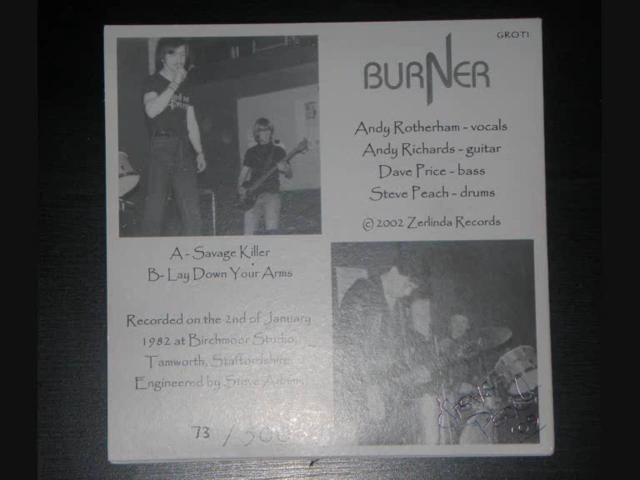 GROT1
BURNER
Andy Rotherham - vocals
Andy Richards - guitar
Dave Price - bass
Steve Peach - drums
© 2002 Zerlinda Records
A - Savage Killer
B - Lay Down Your Arms
Recorded on the 2nd of January
1982 at Birchmoor Studio,
Tamworth, Staffordshire.
Engineered by Steve
73 / 500